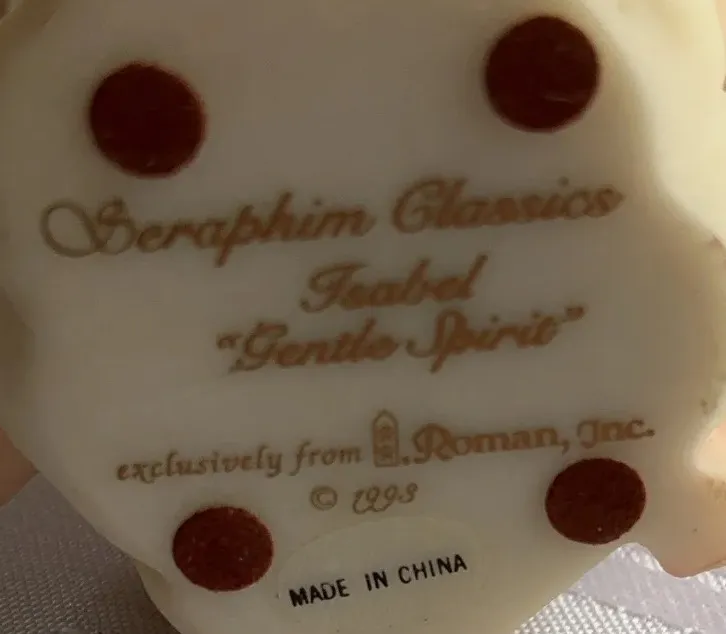 Seraphim Classics
Isabel
"Gentle Spirit"
exclusively from Roman, Inc.
© 1993
MADE IN CHINA